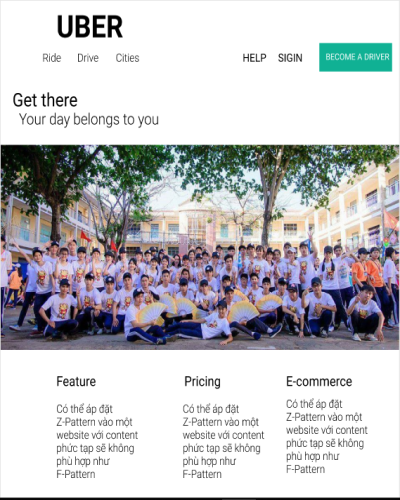 UBER
Ride Drive Cities HELP SIGIN BECOME A DRIVER
Get there
Your day belongs to you
Feature Pricing E-commerce
Có thể áp đặt
Z-Pattern vào một
website với content
phức tạp sẽ không
phù hợp như
F-Pattern
Có thể áp đặt
Z-Pattern vào một
website với content
phức tạp sẽ không
phù hợp như
F-Pattern
Có thể áp đặt
Z-Pattern vào một
website với content
phức tạp sẽ không
phù hợp như
F-Pattern